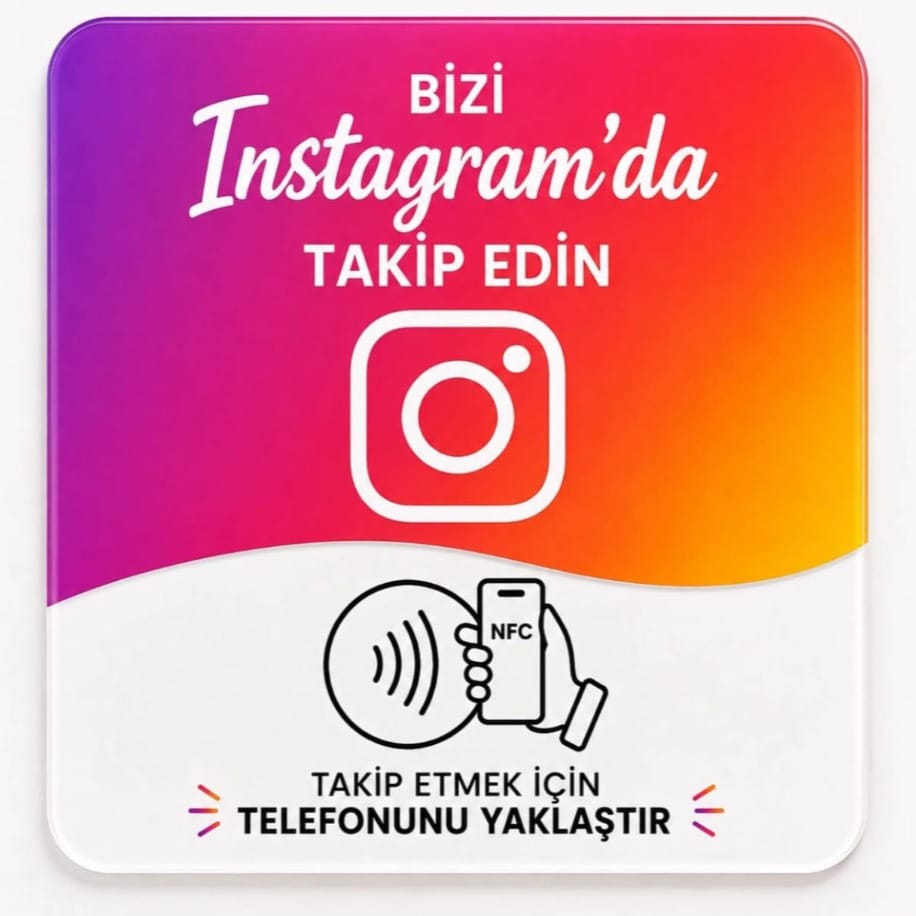 BİZİ
Instagram'da
TAKİP EDİN
NFC
TAKİP ETMEK İÇİN
TELEFONUNU YAKLAŞTIR